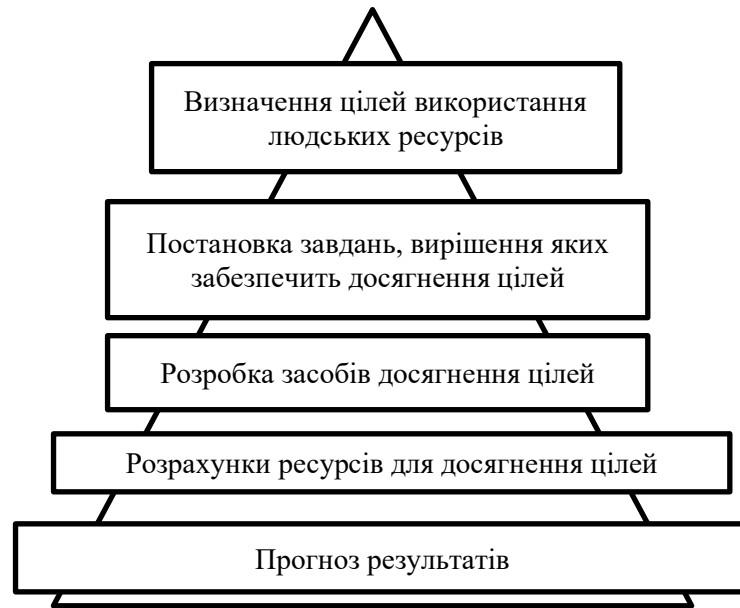 Визначення цілей використання
людських ресурсів
Постановка завдань, вирішення яких
забезпечить досягнення цілей
Розробка засобів досягнення цілей
Розрахунки ресурсів для досягнення цілей
Прогноз результатів